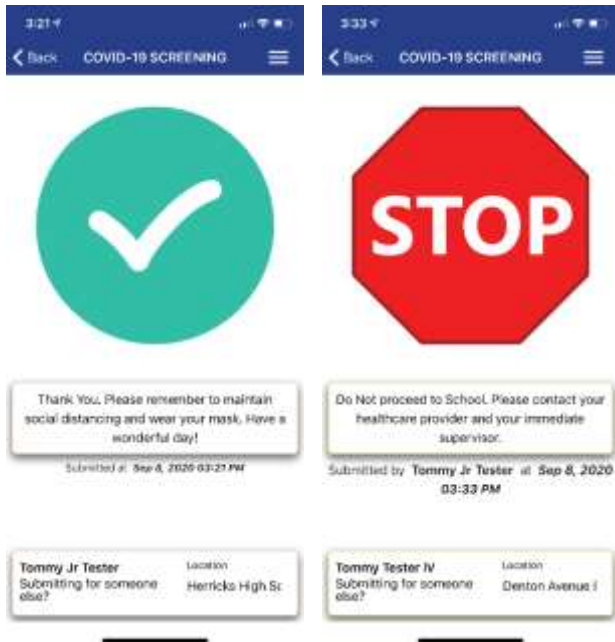 3:21
Back COVID-19 SCREENING
Thank You. Please remember to maintain
social distancing and wear your mask. Have a
wonderful day!
Submitted at Sep 8, 2020 03:21 PM
Tommy Jr Tester
Submitting for someone
else?
Location
Herricks High Sc
3:33
Back COVID-19 SCREENING
STOP
Do Not proceed to School. Please contact your
healthcare provider and your immediate
supervisor.
Submitted by Tommy Jr Tester at Sep 8, 2020
03:33 PM
Tommy Tester IV
Submitting for someone
else?
Location
Denton Avenue